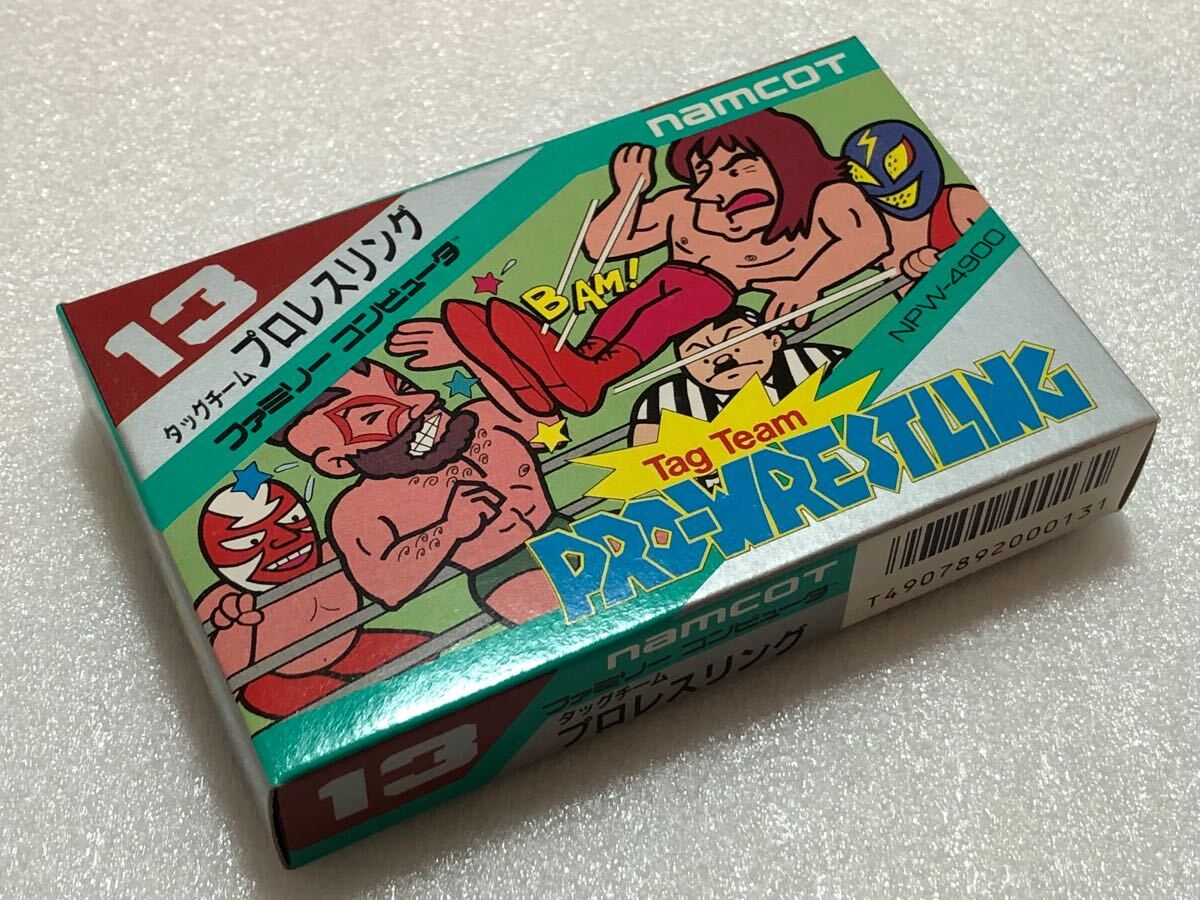 namcoT
13
タッグチーム プロレスリング
ファミリー コンピュータ™
BAM!
NPW-4900
Tag Team
PRO-WRESTLING
namcoT
ファミリー コンピュータ
タッグチーム
プロレスリング
13
T4907892000131